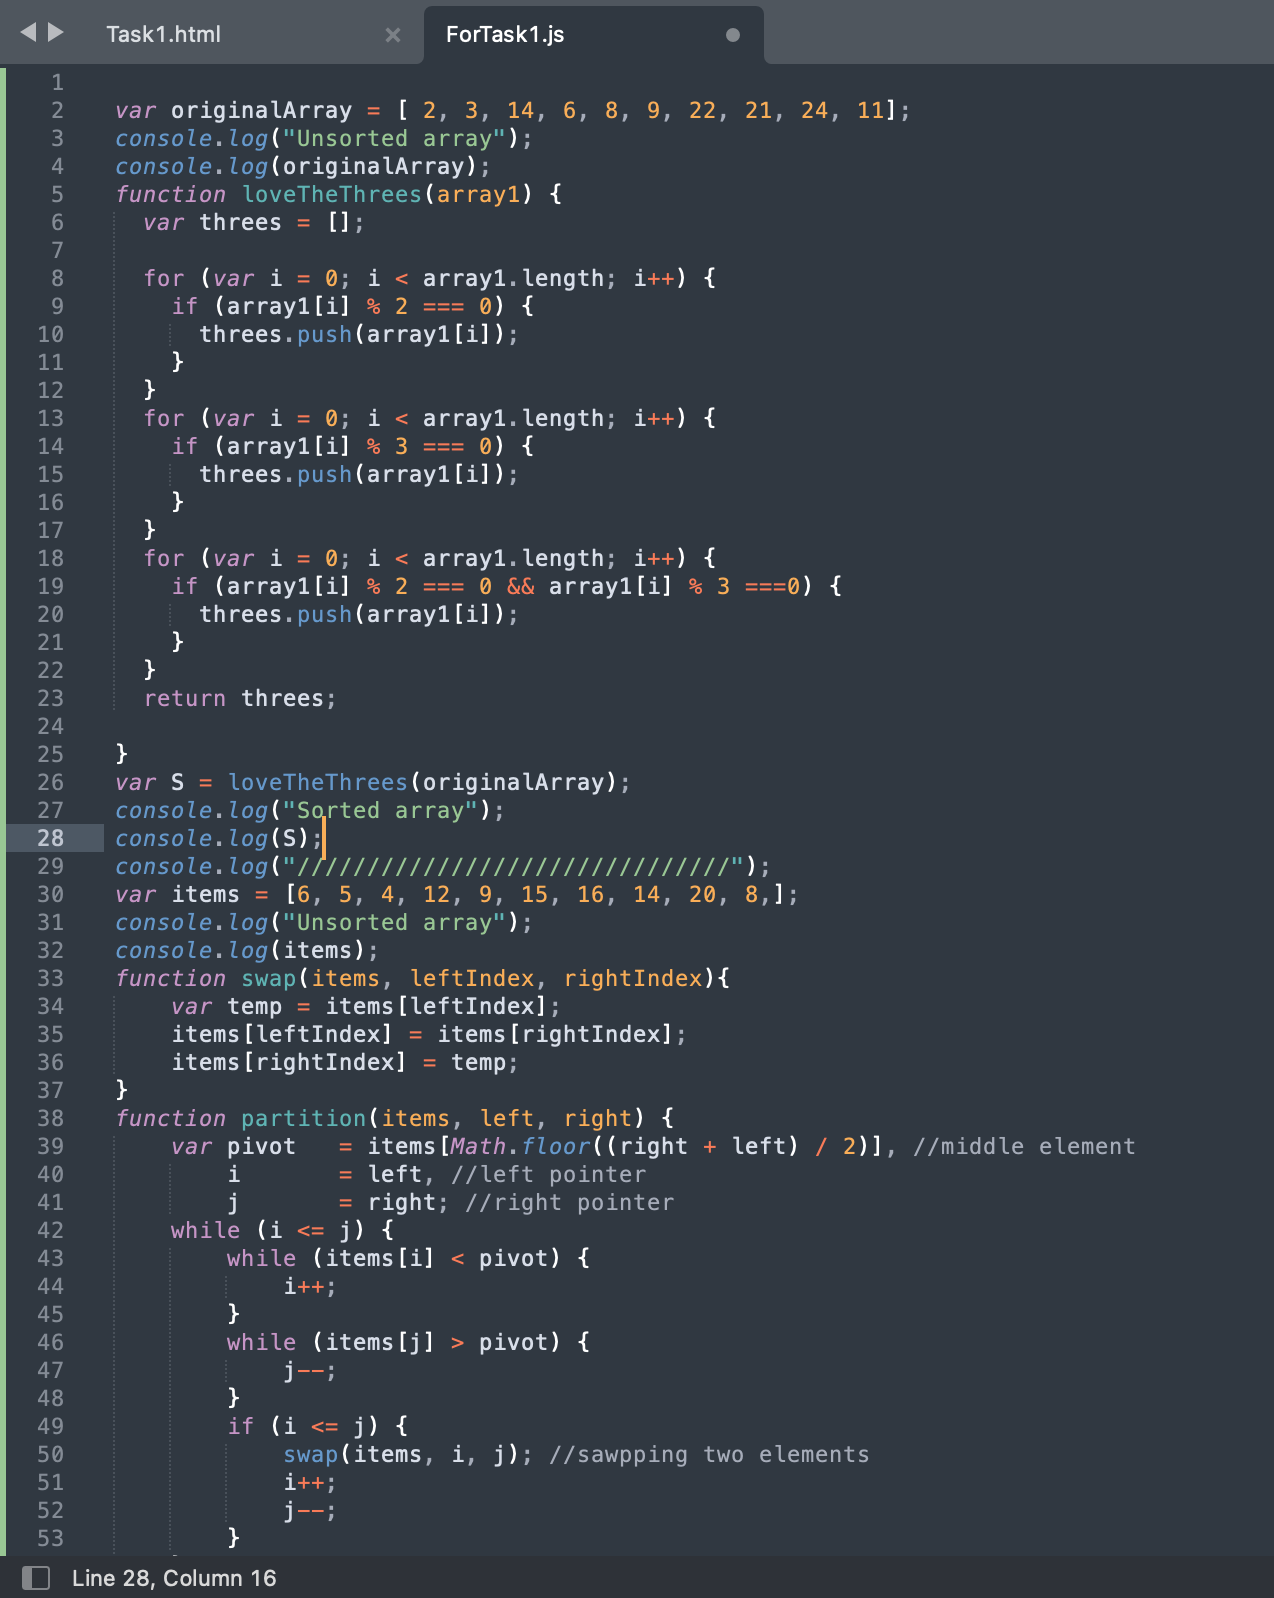 Task1.html
ForTask1.js
1
2 var originalArray = [ 2, 3, 14, 6, 8, 9, 22, 21, 24, 11];
3 console.log("Unsorted array");
4 console.log(originalArray);
5 function loveTheThrees(array1) {
6   var threes = [];
7
8   for (var i = 0; i < array1.length; i++) {
9     if (array1[i] % 2 === 0) {
10       threes.push(array1[i]);
11     }
12   }
13   for (var i = 0; i < array1.length; i++) {
14     if (array1[i] % 3 === 0) {
15       threes.push(array1[i]);
16     }
17   }
18   for (var i = 0; i < array1.length; i++) {
19     if (array1[i] % 2 === 0 && array1[i] % 3 ===0) {
20       threes.push(array1[i]);
21     }
22   }
23   return threes;
24
25 }
26 var S = loveTheThrees(originalArray);
27 console.log("Sorted array");
28 console.log(S);
29 console.log("///////////////////////////////");
30 var items = [6, 5, 4, 12, 9, 15, 16, 14, 20, 8,];
31 console.log("Unsorted array");
32 console.log(items);
33 function swap(items, leftIndex, rightIndex){
34     var temp = items[leftIndex];
35     items[leftIndex] = items[rightIndex];
36     items[rightIndex] = temp;
37 }
38 function partition(items, left, right) {
39     var pivot   = items[Math.floor((right + left) / 2)], //middle element
40         i       = left, //left pointer
41         j       = right; //right pointer
42     while (i <= j) {
43         while (items[i] < pivot) {
44             i++;
45         }
46         while (items[j] > pivot) {
47             j--;
48         }
49         if (i <= j) {
50             swap(items, i, j); //sawpping two elements
51             i++;
52             j--;
53         }
Line 28, Column 16